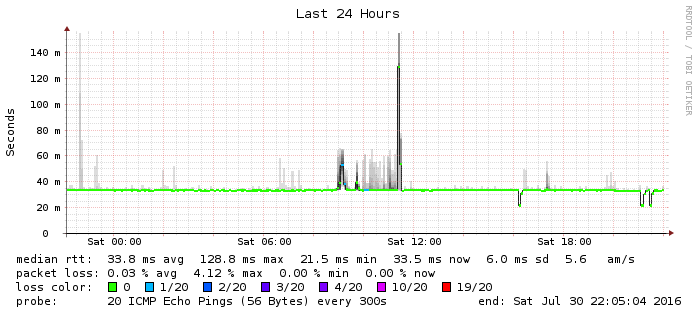 Last 24 Hours
RRDTOOL / TOBI OETIKER
Seconds
140 m
120 m
100 m
80 m
60 m
40 m
20 m
0
Sat 00:00 Sat 06:00 Sat 12:00 Sat 18:00
median rtt: 33.8 ms avg 128.8 ms max 21.5 ms min 33.5 ms now 6.0 ms sd 5.6 am/s
packet loss: 0.03 % avg 4.12 % max 0.00 % min 0.00 % now
loss color: 0 1/20 2/20 3/20 4/20 10/20 19/20
probe: 20 ICMP Echo Pings (56 Bytes) every 300s end: Sat Jul 30 22:05:04 2016